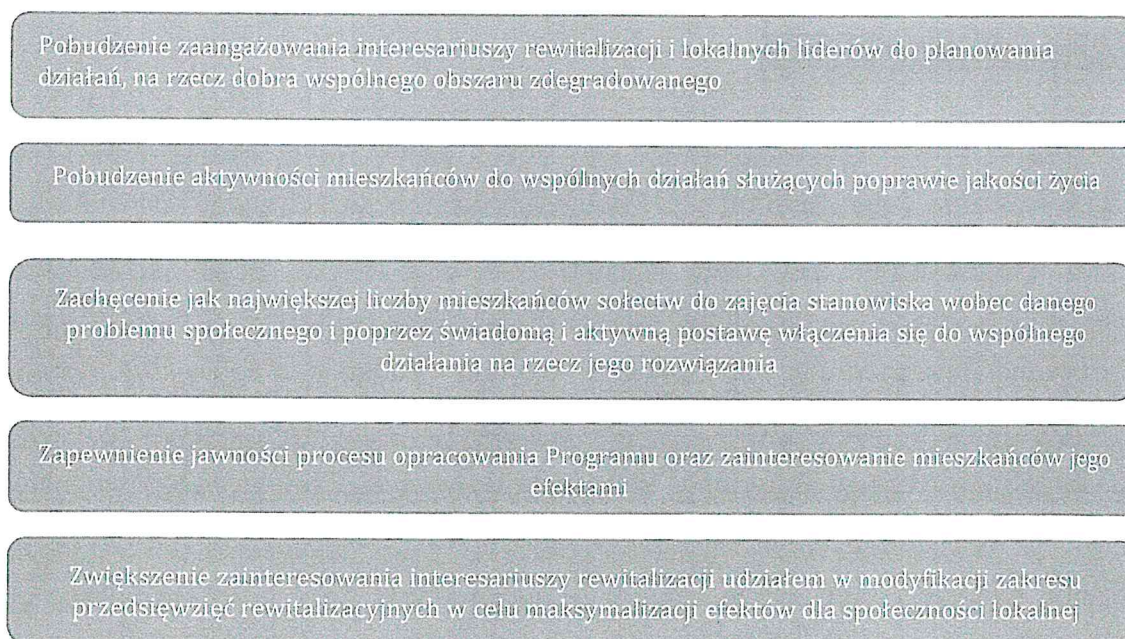 Pobudzenie zaangażowania interesariuszy rewitalizacji i lokalnych liderów do planowania
działań, na rzecz dobra wspólnego obszaru zdegradowanego
Pobudzenie aktywności mieszkańców do wspólnych działań służących poprawie jakości życia
Zachęcenie jak największej liczby mieszkańców sołectw do zajęcia stanowiska wobec danego
problemu społecznego i poprzez świadomą i aktywną postawę włączenia się do wspólnego
działania na rzecz jego rozwiązania
Zapewnienie jawności procesu opracowania Programu oraz zainteresowanie mieszkańców jego
efektami
Zwiększenie zainteresowania interesariuszy rewitalizacji udziałem w modyfikacji zakresu
przedsięwzięć rewitalizacyjnych w celu maksymalizacji efektów dla społeczności lokalnej